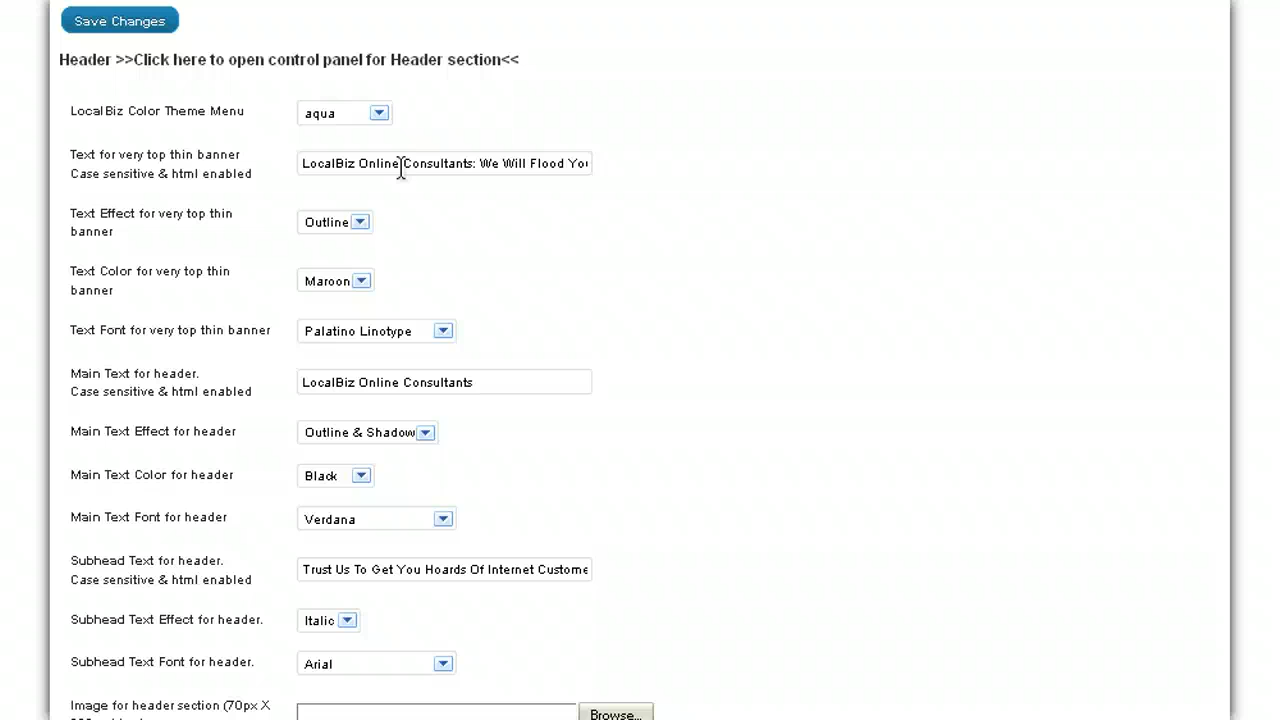 Save Changes
Header >>Click here to open control panel for Header section<<
LocalBiz Color Theme Menu
aqua
Text for very top thin banner
Case sensitive & html enabled
LocalBiz Online Consultants: We Will Flood You
Text Effect for very top thin
banner
Outline
Text Color for very top thin
banner
Maroon
Text Font for very top thin banner
Palatino Linotype
Main Text for header.
Case sensitive & html enabled
LocalBiz Online Consultants
Main Text Effect for header
Outline & Shadow
Main Text Color for header
Black
Main Text Font for header
Verdana
Subhead Text for header.
Case sensitive & html enabled
Trust Us To Get You Hoards Of Internet Custome
Subhead Text Effect for header.
Italic
Subhead Text Font for header.
Arial
Image for header section (70px X
Browse...